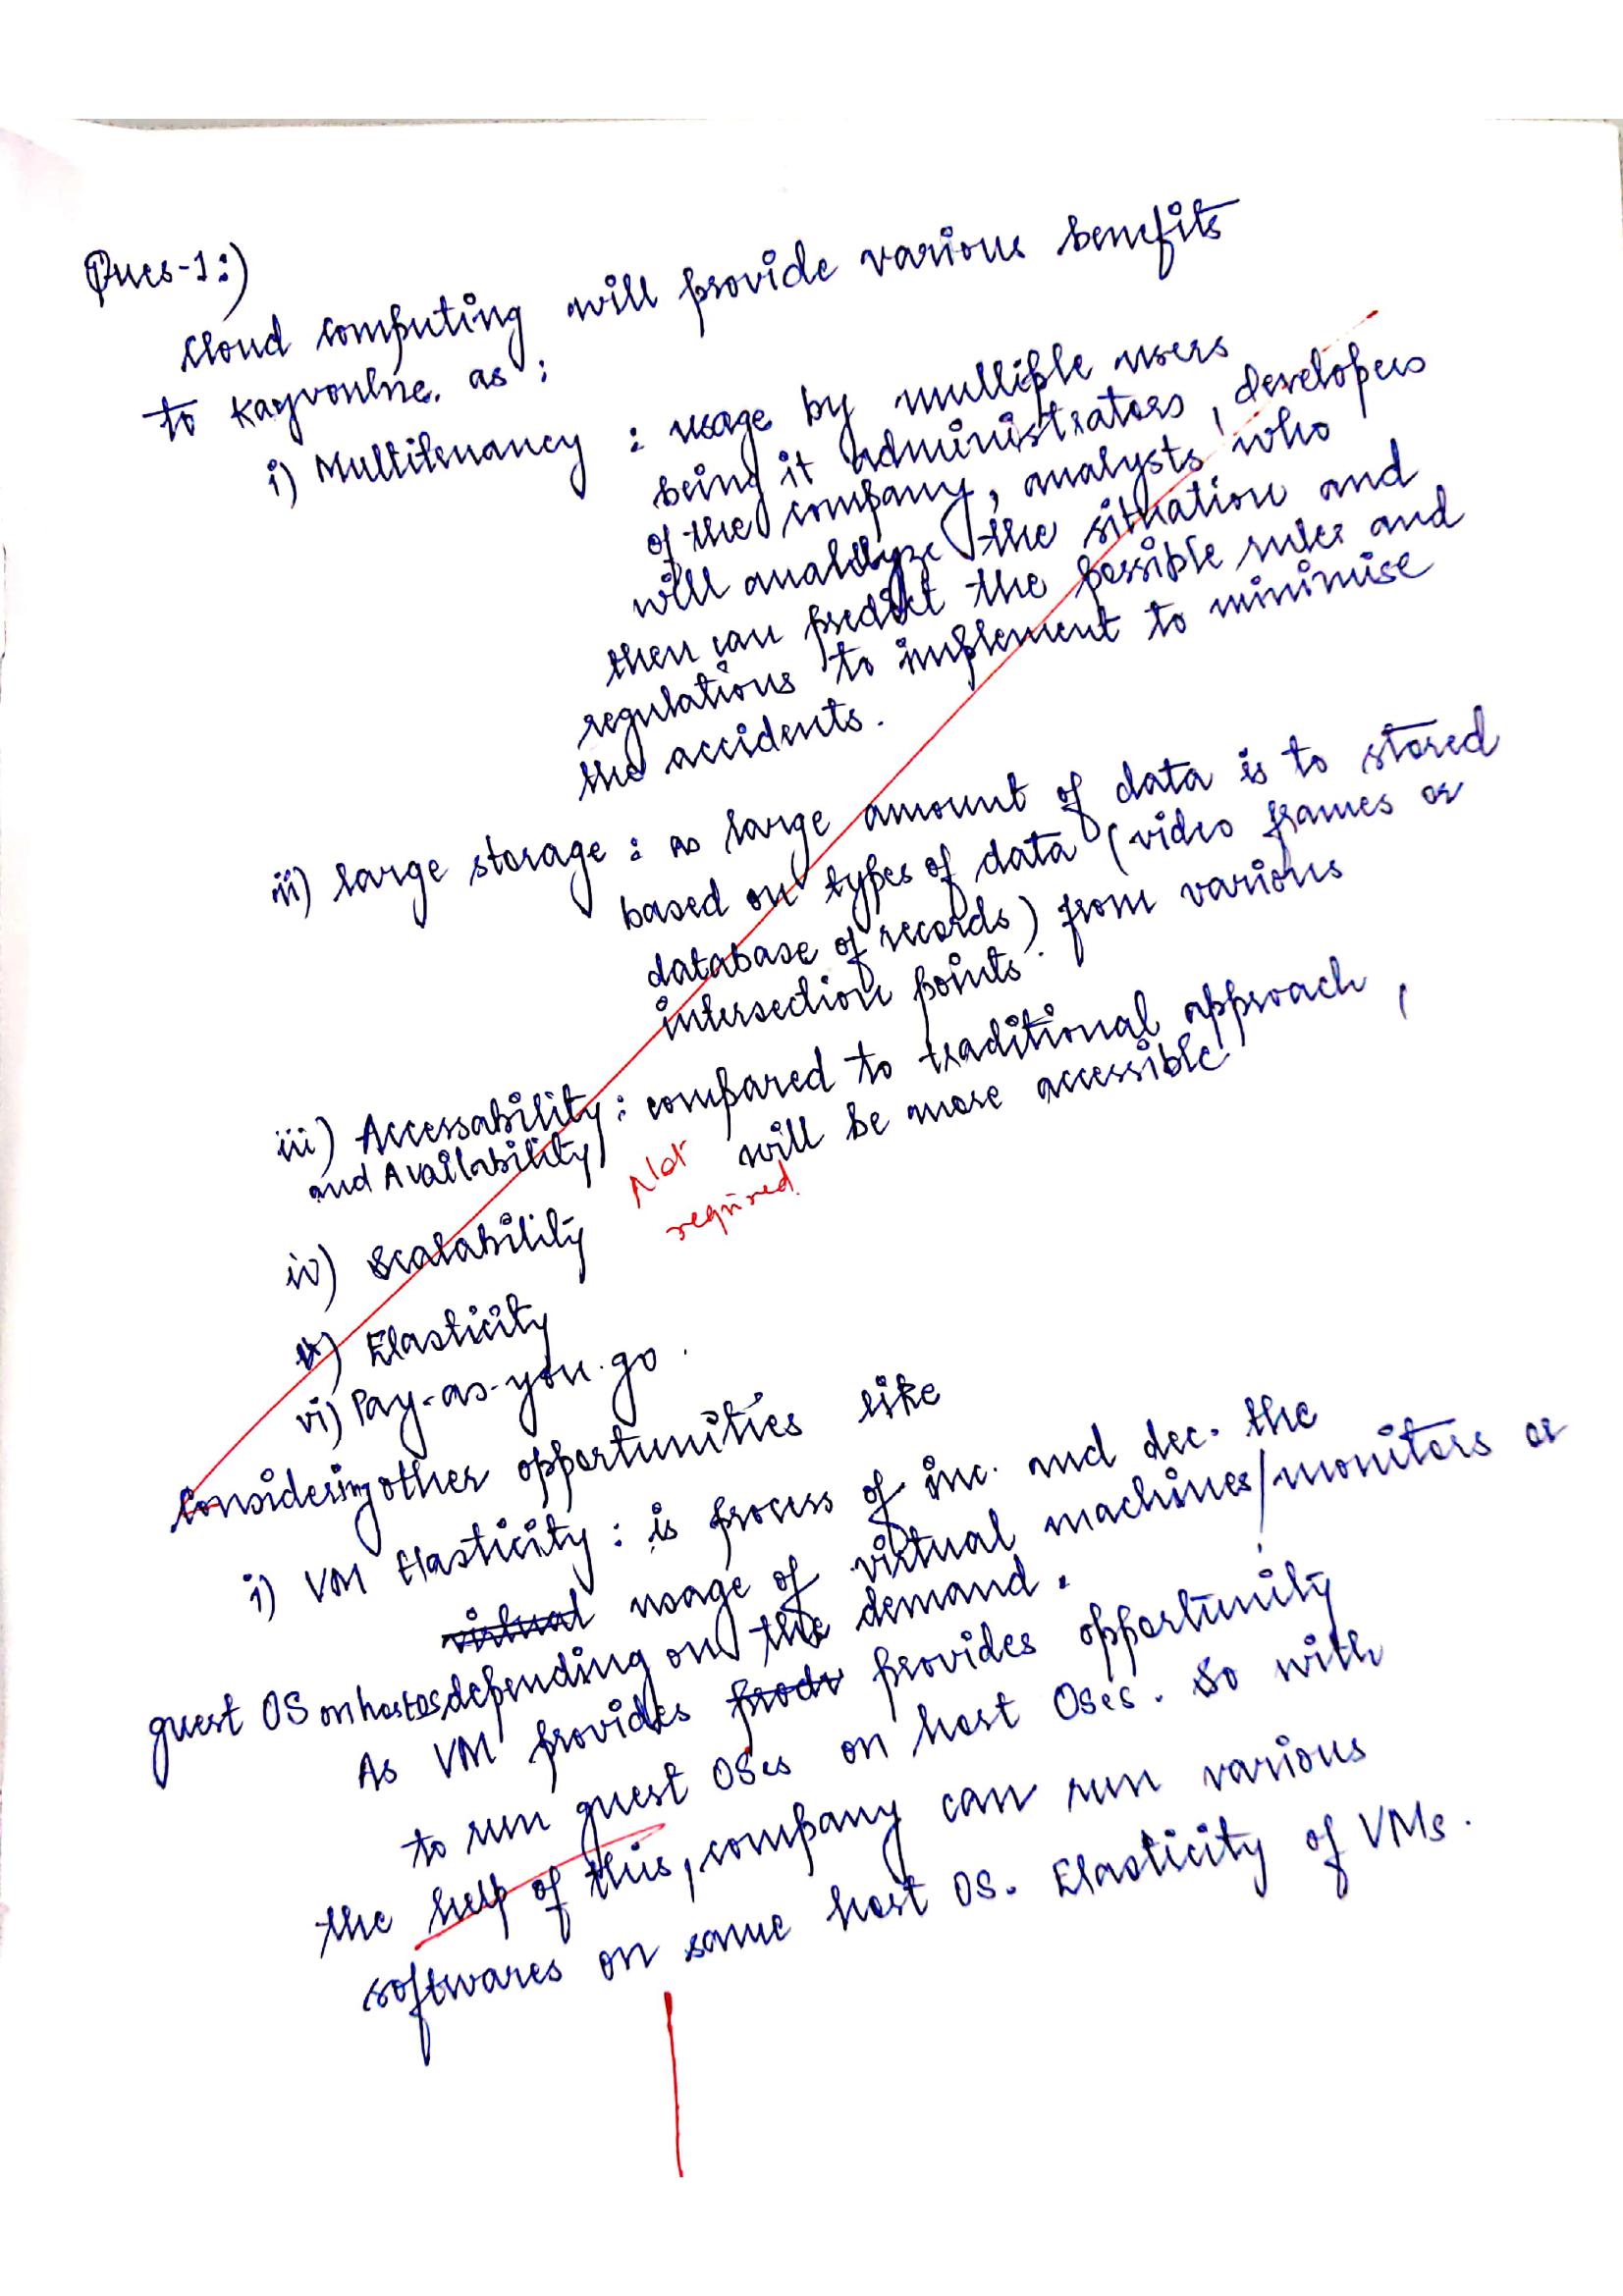 Ques-1:)
Cloud computing will provide various benefits
to Kayvonlne. as :
i) Multitenancy : usage by multiple users
being it administrators, developers
of the company, analysts who
will analyze the situation and
then can predict the possible rules and
regulations to implement to minimise
the accidents.
ii) large storage : as large amount of data is to stored
based on types of data (video frames or
database of records) from various
intersection points.
iii) Accessability : compared to traditional approach,
and Availability will be more accessible
Not
required.
iv) Scalability
v) Elasticity
vi) Pay-as-you-go.
Considering other opportunities like
i) VM Elasticity : is process of inc. and dec. the
virtual usage of virtual machines/monitors or
guest OS on host os depending on the demand.
As VM provides prodv provides opportunity
to run guest OSes on host OSes. So with
the help of this, company can run various
softwares on same host OS. Elasticity of VMs.